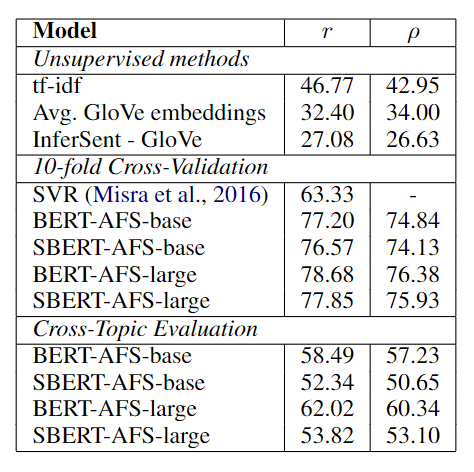 Model r ρ
Unsupervised methods
tf-idf 46.77 42.95
Avg. GloVe embeddings 32.40 34.00
InferSent - GloVe 27.08 26.63
10-fold Cross-Validation
SVR (Misra et al., 2016) 63.33 -
BERT-AFS-base 77.20 74.84
SBERT-AFS-base 76.57 74.13
BERT-AFS-large 78.68 76.38
SBERT-AFS-large 77.85 75.93
Cross-Topic Evaluation
BERT-AFS-base 58.49 57.23
SBERT-AFS-base 52.34 50.65
BERT-AFS-large 62.02 60.34
SBERT-AFS-large 53.82 53.10